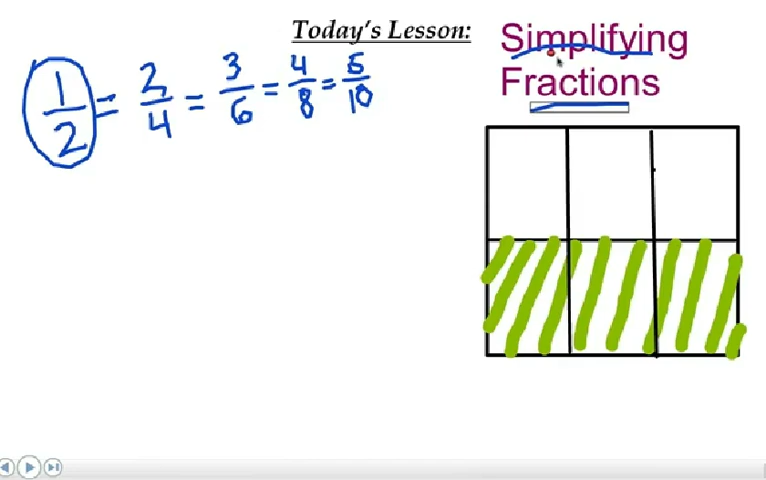 Today's Lesson:
Simplifying
Fractions
1/2 = 2/4 = 3/6 = 4/8 = 5/10